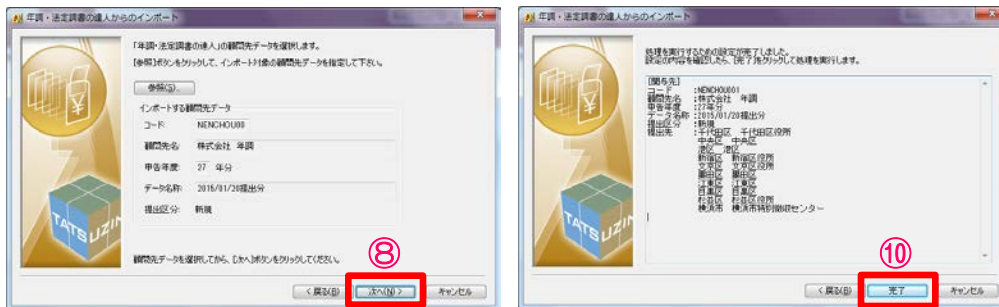 年調・法定調書の達人からのインポート
「年調・法定調書の達人」の顧問先データを選択します。
[参照]ボタンをクリックして、インポート対象の顧問先データを指定して下さい。
参照(S)...
インポートする顧問先データ
コード: NENCHOU00
顧問先名: 株式会社 年調
申告年度: 27 年分
データ名称: 2015/01/20提出分
提出区分: 新規
顧問先データを選択してから、[次へ]ボタンをクリックしてください。
⑧
< 戻る(B) 次へ(N) > キャンセル
TATSUZIN
年調・法定調書の達人からのインポート
処理を実行するための設定が完了しました。
設定の内容を確認したら、[完了]をクリックして処理を実行します。
[関与先]
コード :NENCHOU001
顧問先名 :株式会社 年調
申告年度 :27年分
データ名称 :2015/01/20提出分
提出区分 :新規
提出先 :千代田区 千代田区役所
中央区 中央区
港区 港区
新宿区 新宿区役所
文京区 文京区役所
墨田区 墨田区
江東区 江東区
目黒区 目黒区
杉並区 杉並区役所
横浜市 横浜市特別徴収センター
⑩
< 戻る(B) 完了 キャンセル
TATSUZIN